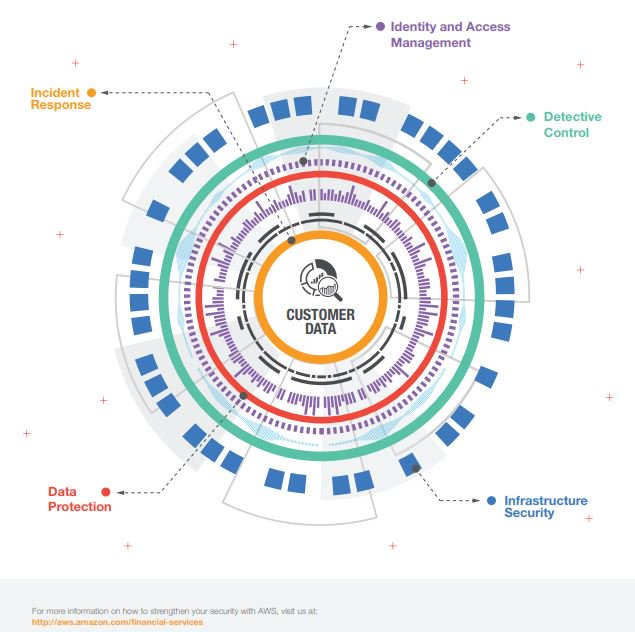 Identity and Access
Management
Incident
Response
Detective
Control
CUSTOMER
DATA
Data
Protection
Infrastructure
Security
For more information on how to strengthen your security with AWS, visit us at:
http://aws.amazon.com/financial-services